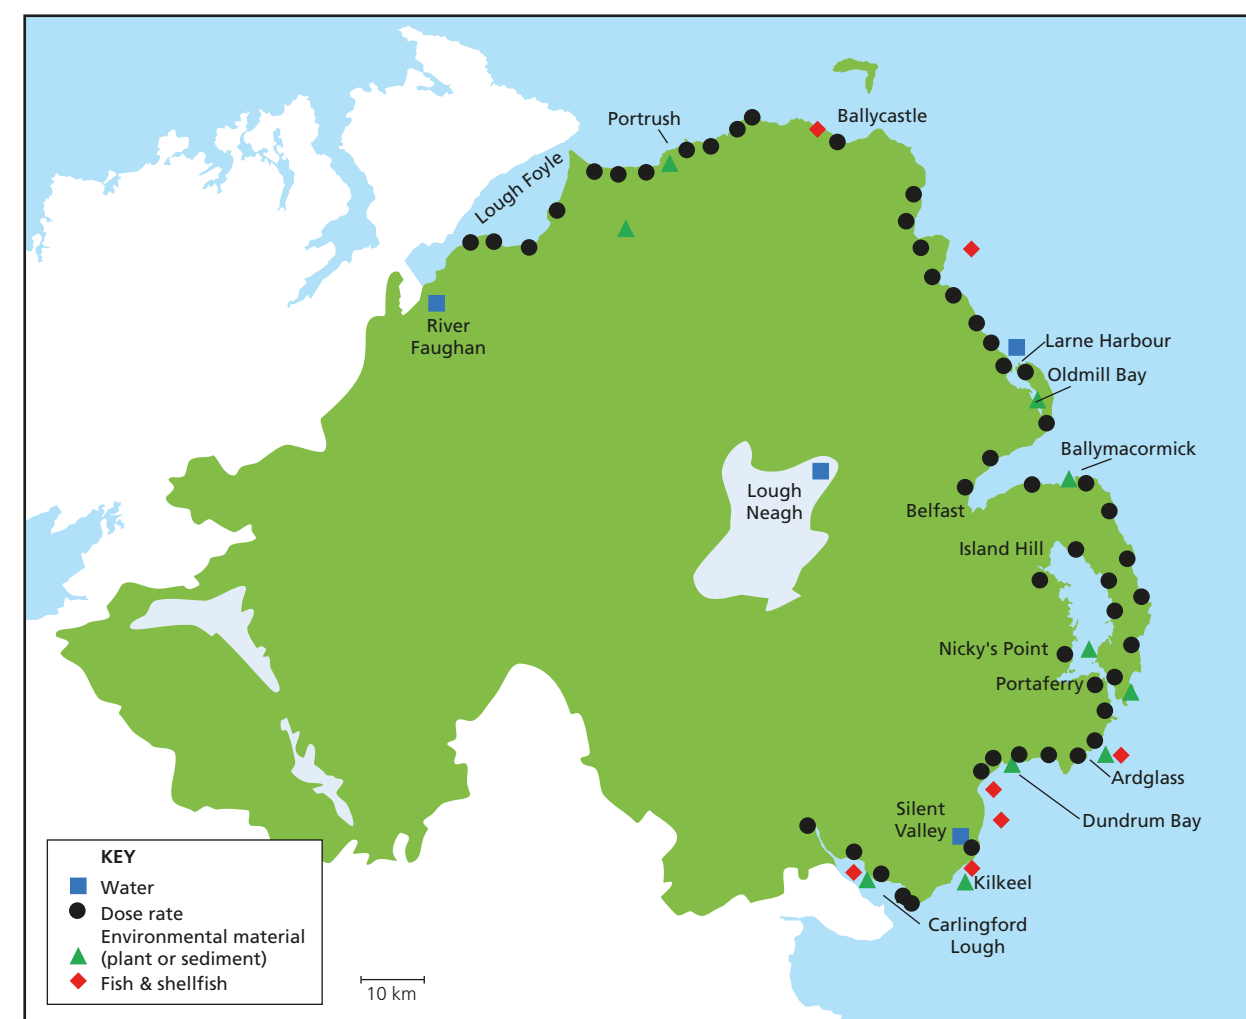 Portrush
Ballycastle
Lough Foyle
River
Faughan
Larne Harbour
Oldmill Bay
Ballymacormick
Lough
Neagh
Belfast
Island Hill
Nicky's Point
Portaferry
Ardglass
Silent
Valley
Dundrum Bay
Kilkeel
Carlingford
Lough
KEY
Water
Dose rate
Environmental material
(plant or sediment)
Fish & shellfish
10 km